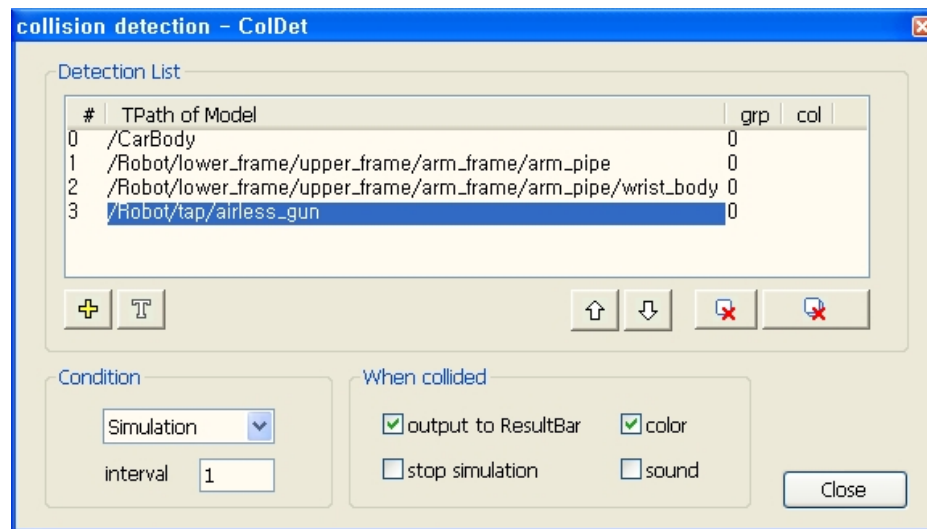 collision detection - ColDet
Detection List
# TPath of Model grp col
0 /CarBody 0
1 /Robot/lower_frame/upper_frame/arm_frame/arm_pipe 0
2 /Robot/lower_frame/upper_frame/arm_frame/arm_pipe/wrist_body 0
3 /Robot/tap/airless_gun 0
T
Condition
Simulation
interval 1
When collided
output to ResultBar color
stop simulation sound
Close